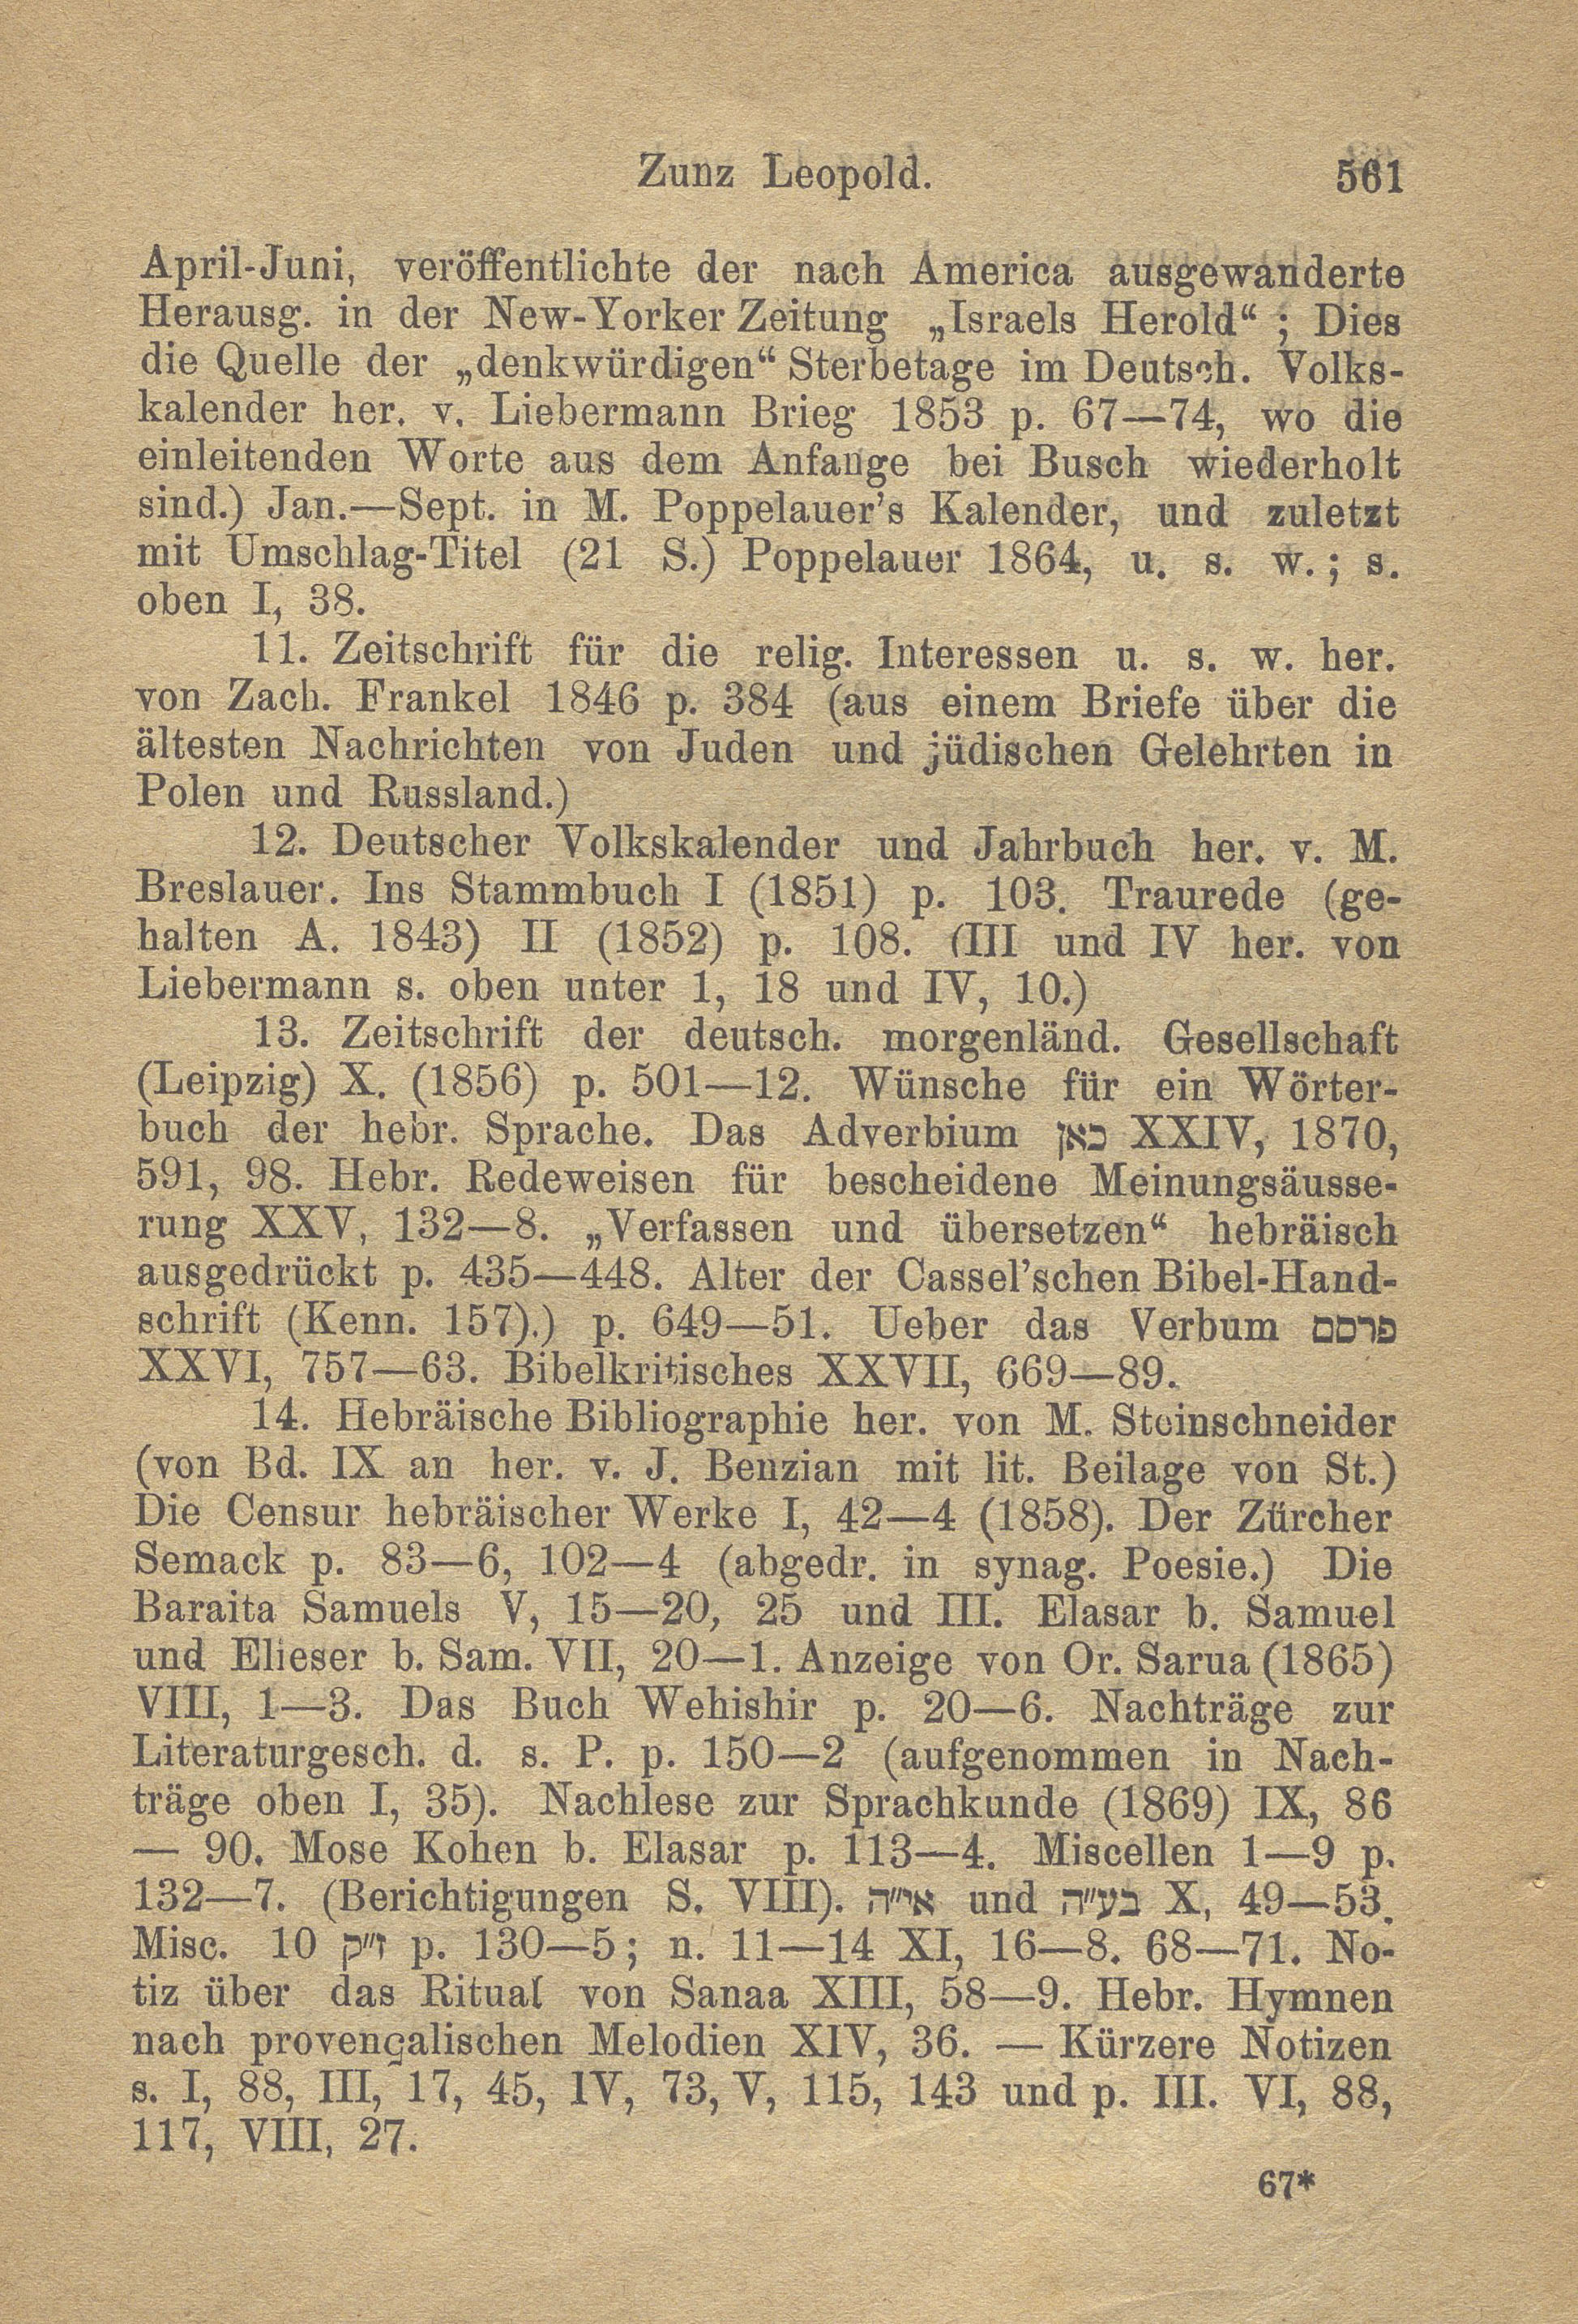 Zunz Leopold. 561
April-Juni, veröffentlichte der nach America ausgewanderte
Herausg. in der New-Yorker Zeitung „Israels Herold“ ; Dies
die Quelle der „denkwürdigen“ Sterbetage im Deutsch. Volks-
kalender her. v. Liebermann Brieg 1853 p. 67—74, wo die
einleitenden Worte aus dem Anfange bei Busch wiederholt
sind.) Jan.—Sept. in M. Poppelauer's Kalender, und zuletzt
mit Umschlag-Titel (21 S.) Poppelauer 1864, u. s. w. ; s.
oben I, 38.
11. Zeitschrift für die relig. Interessen u. s. w. her.
von Zach. Frankel 1846 p. 384 (aus einem Briefe über die
ältesten Nachrichten von Juden und jüdischen Gelehrten in
Polen und Russland.)
12. Deutscher Volkskalender und Jahrbuch her. v. M.
Breslauer. Ins Stammbuch I (1851) p. 103. Traurede (ge-
halten A. 1843) II (1852) p. 108. (III und IV her. von
Liebermann s. oben unter 1, 18 und IV, 10.)
13. Zeitschrift der deutsch. morgenländ. Gesellschaft
(Leipzig) X. (1856) p. 501—12. Wünsche für ein Wörter-
buch der hebr. Sprache. Das Adverbium כאן XXIV, 1870,
591, 98. Hebr. Redeweisen für bescheidene Meinungsäusse-
rung XXV, 132—8. „Verfassen und übersetzen“ hebräisch
ausgedrückt p. 435—448. Alter der Cassel'schen Bibel-Hand-
schrift (Kenn. 157).) p. 649—51. Ueber das Verbum פרסם
XXVI, 757—63. Bibelkritisches XXVII, 669—89.
14. Hebräische Bibliographie her. von M. Steinschneider
(von Bd. IX an her. v. J. Benzian mit lit. Beilage von St.)
Die Censur hebräischer Werke I, 42—4 (1858). Der Zürcher
Semack p. 83—6, 102—4 (abgedr. in synag. Poesie.) Die
Baraita Samuels V, 15—20, 25 und III. Elasar b. Samuel
und Elieser b. Sam. VII, 20—1. Anzeige von Or. Sarua (1865)
VIII, 1—3. Das Buch Wehishir p. 20—6. Nachträge zur
Literaturgesch. d. s. P. p. 150—2 (aufgenommen in Nach-
träge oben I, 35). Nachlese zur Sprachkunde (1869) IX, 86
— 90. Mose Kohen b. Elasar p. 113—4. Miscellen 1—9 p.
132—7. (Berichtigungen S. VIII). אי״ה und בע״ה X, 49—53.
Misc. 10 ז״ק p. 130—5; n. 11—14 XI, 16—8. 68—71. No-
tiz über das Ritual von Sanaa XIII, 58—9. Hebr. Hymnen
nach provençalischen Melodien XIV, 36. — Kürzere Notizen
s. I, 88, III, 17, 45, IV, 73, V, 115, 143 und p. III. VI, 88,
117, VIII, 27.
67*